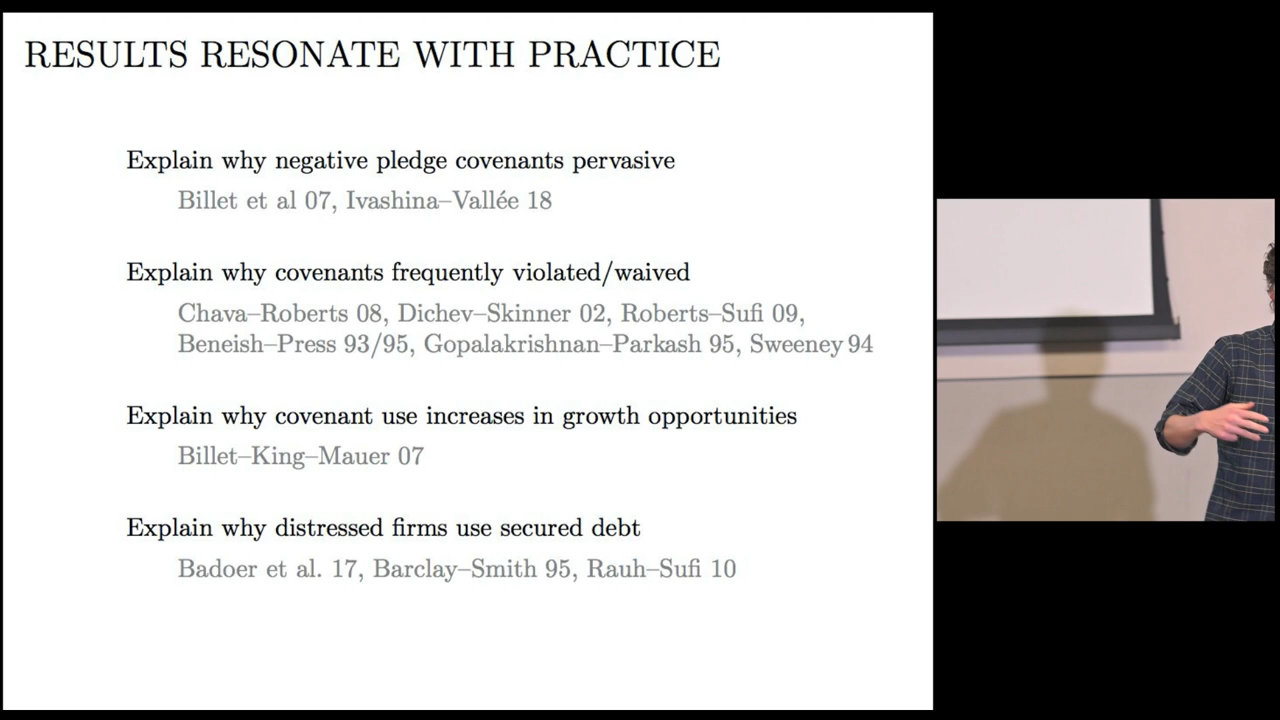 RESULTS RESONATE WITH PRACTICE
Explain why negative pledge covenants pervasive
Billet et al 07, Ivashina–Vallée 18
Explain why covenants frequently violated/waived
Chava–Roberts 08, Dichev–Skinner 02, Roberts–Sufi 09,
Beneish–Press 93/95, Gopalakrishnan–Parkash 95, Sweeney 94
Explain why covenant use increases in growth opportunities
Billet–King–Mauer 07
Explain why distressed firms use secured debt
Badoer et al. 17, Barclay–Smith 95, Rauh–Sufi 10